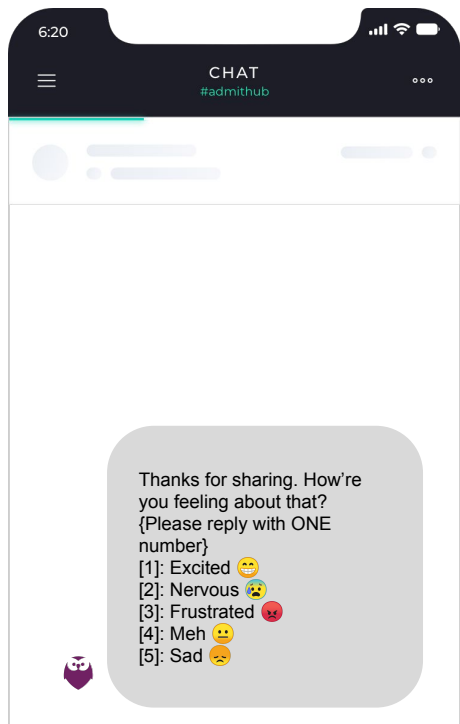 6:20
CHAT
#admithub
Thanks for sharing. How're
you feeling about that?
{Please reply with ONE
number}
[1]: Excited 😁
[2]: Nervous 😰
[3]: Frustrated 😡
[4]: Meh 😐
[5]: Sad 😞